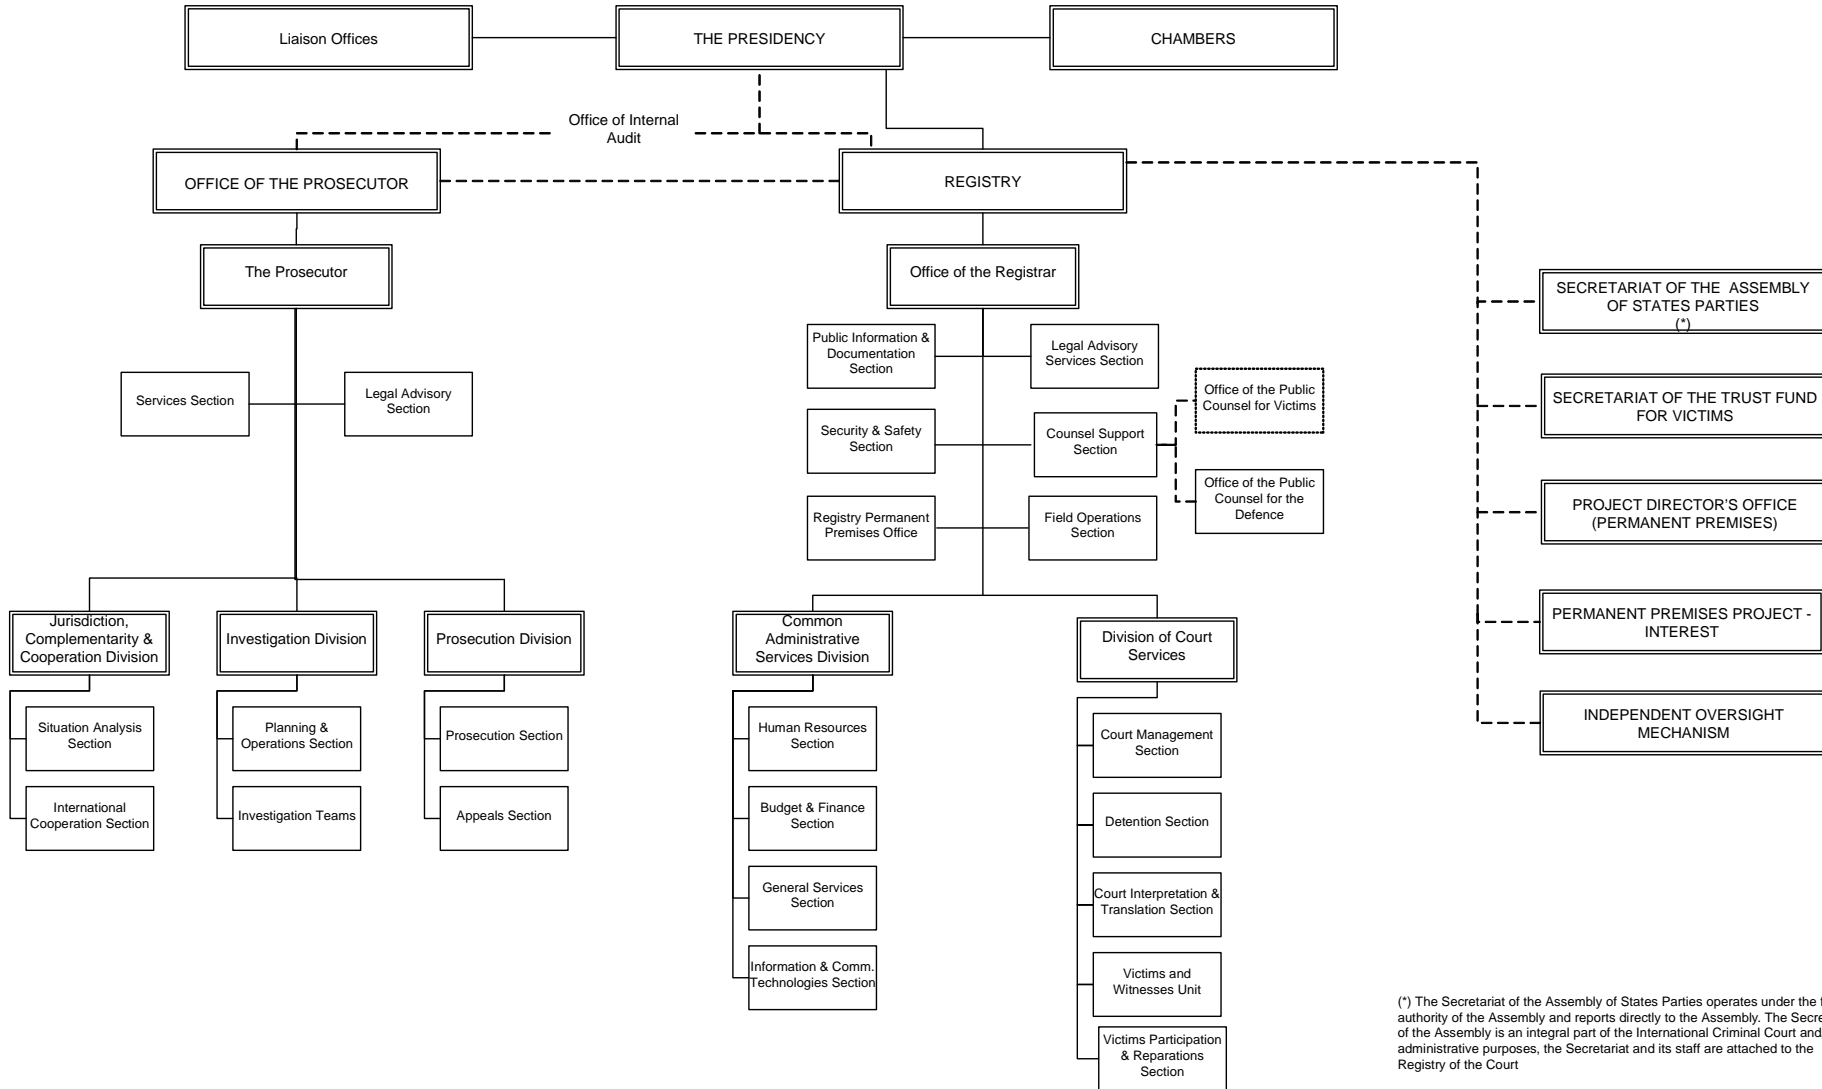 Liaison Offices
THE PRESIDENCY
CHAMBERS
Office of Internal
Audit
OFFICE OF THE PROSECUTOR
REGISTRY
The Prosecutor
Office of the Registrar
SECRETARIAT OF THE ASSEMBLY
OF STATES PARTIES
(*)
Public Information &
Documentation
Section
Legal Advisory
Services Section
Services Section
Legal Advisory
Section
Office of the Public
Counsel for Victims
SECRETARIAT OF THE TRUST FUND
FOR VICTIMS
Security & Safety
Section
Counsel Support
Section
Office of the Public
Counsel for the
Defence
PROJECT DIRECTOR'S OFFICE
(PERMANENT PREMISES)
Registry Permanent
Premises Office
Field Operations
Section
PERMANENT PREMISES PROJECT -
INTEREST
Jurisdiction,
Complementarity &
Cooperation Division
Investigation Division
Prosecution Division
Common
Administrative
Services Division
Division of Court
Services
INDEPENDENT OVERSIGHT
MECHANISM
Situation Analysis
Section
Planning &
Operations Section
Prosecution Section
Human Resources
Section
Court Management
Section
International
Cooperation Section
Investigation Teams
Appeals Section
Budget & Finance
Section
Detention Section
General Services
Section
Court Interpretation &
Translation Section
Information & Comm.
Technologies Section
Victims and
Witnesses Unit
Victims Participation
& Reparations
Section
(*) The Secretariat of the Assembly of States Parties operates under the
authority of the Assembly and reports directly to the Assembly. The
of the Assembly is an integral part of the International Criminal Court and
administrative purposes, the Secretariat and its staff are attached to the
Registry of the Court